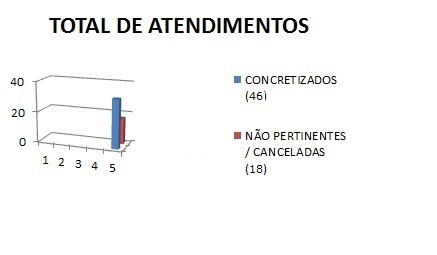 TOTAL DE ATENDIMENTOS
40
20
0
1 2 3 4 5
CONCRETIZADOS
(46)
NÃO PERTINENTES
/ CANCELADAS
(18)